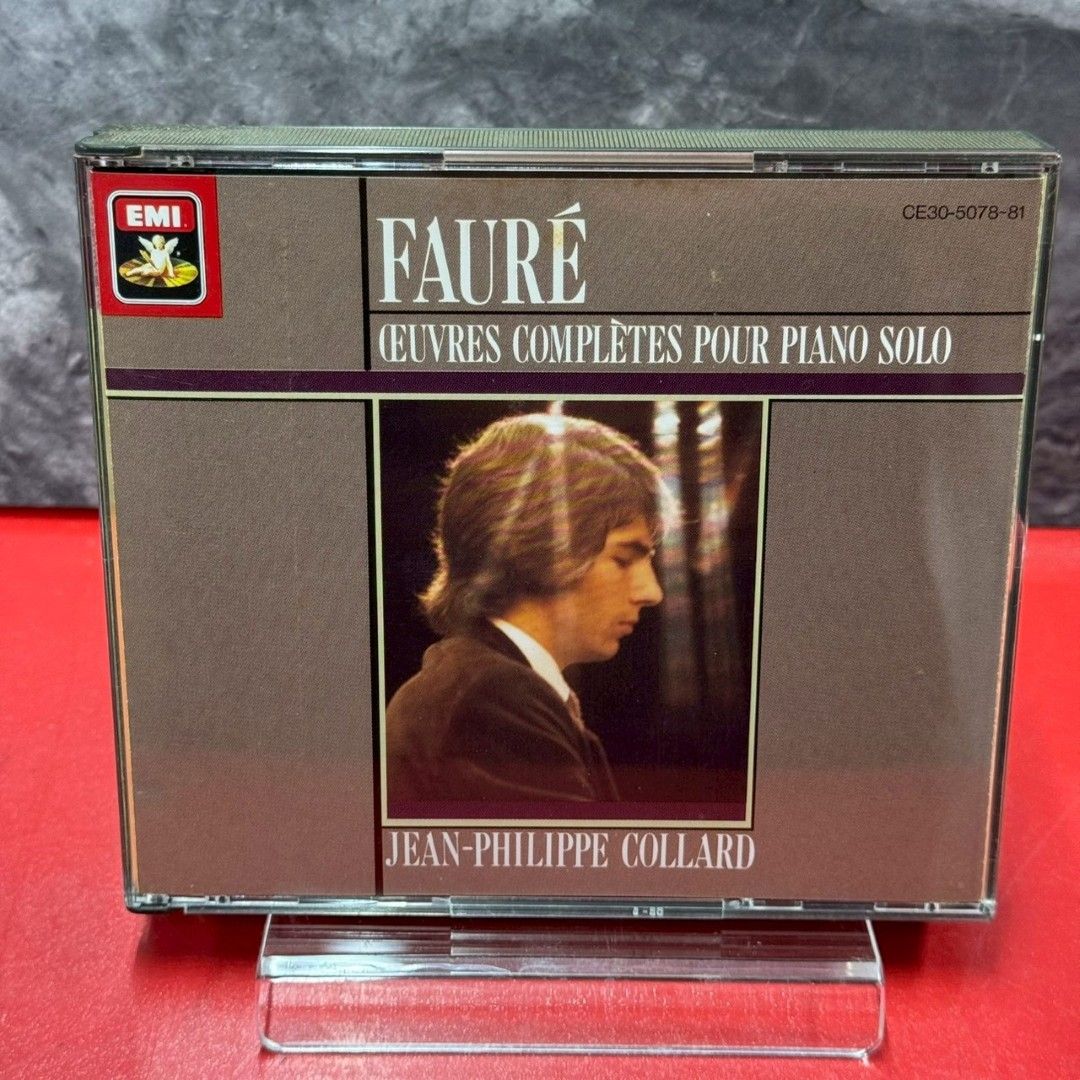 EMI
FAURÉ
CE30-5078~81
ŒUVRES COMPLÈTES POUR PIANO SOLO
JEAN-PHILIPPE COLLARD